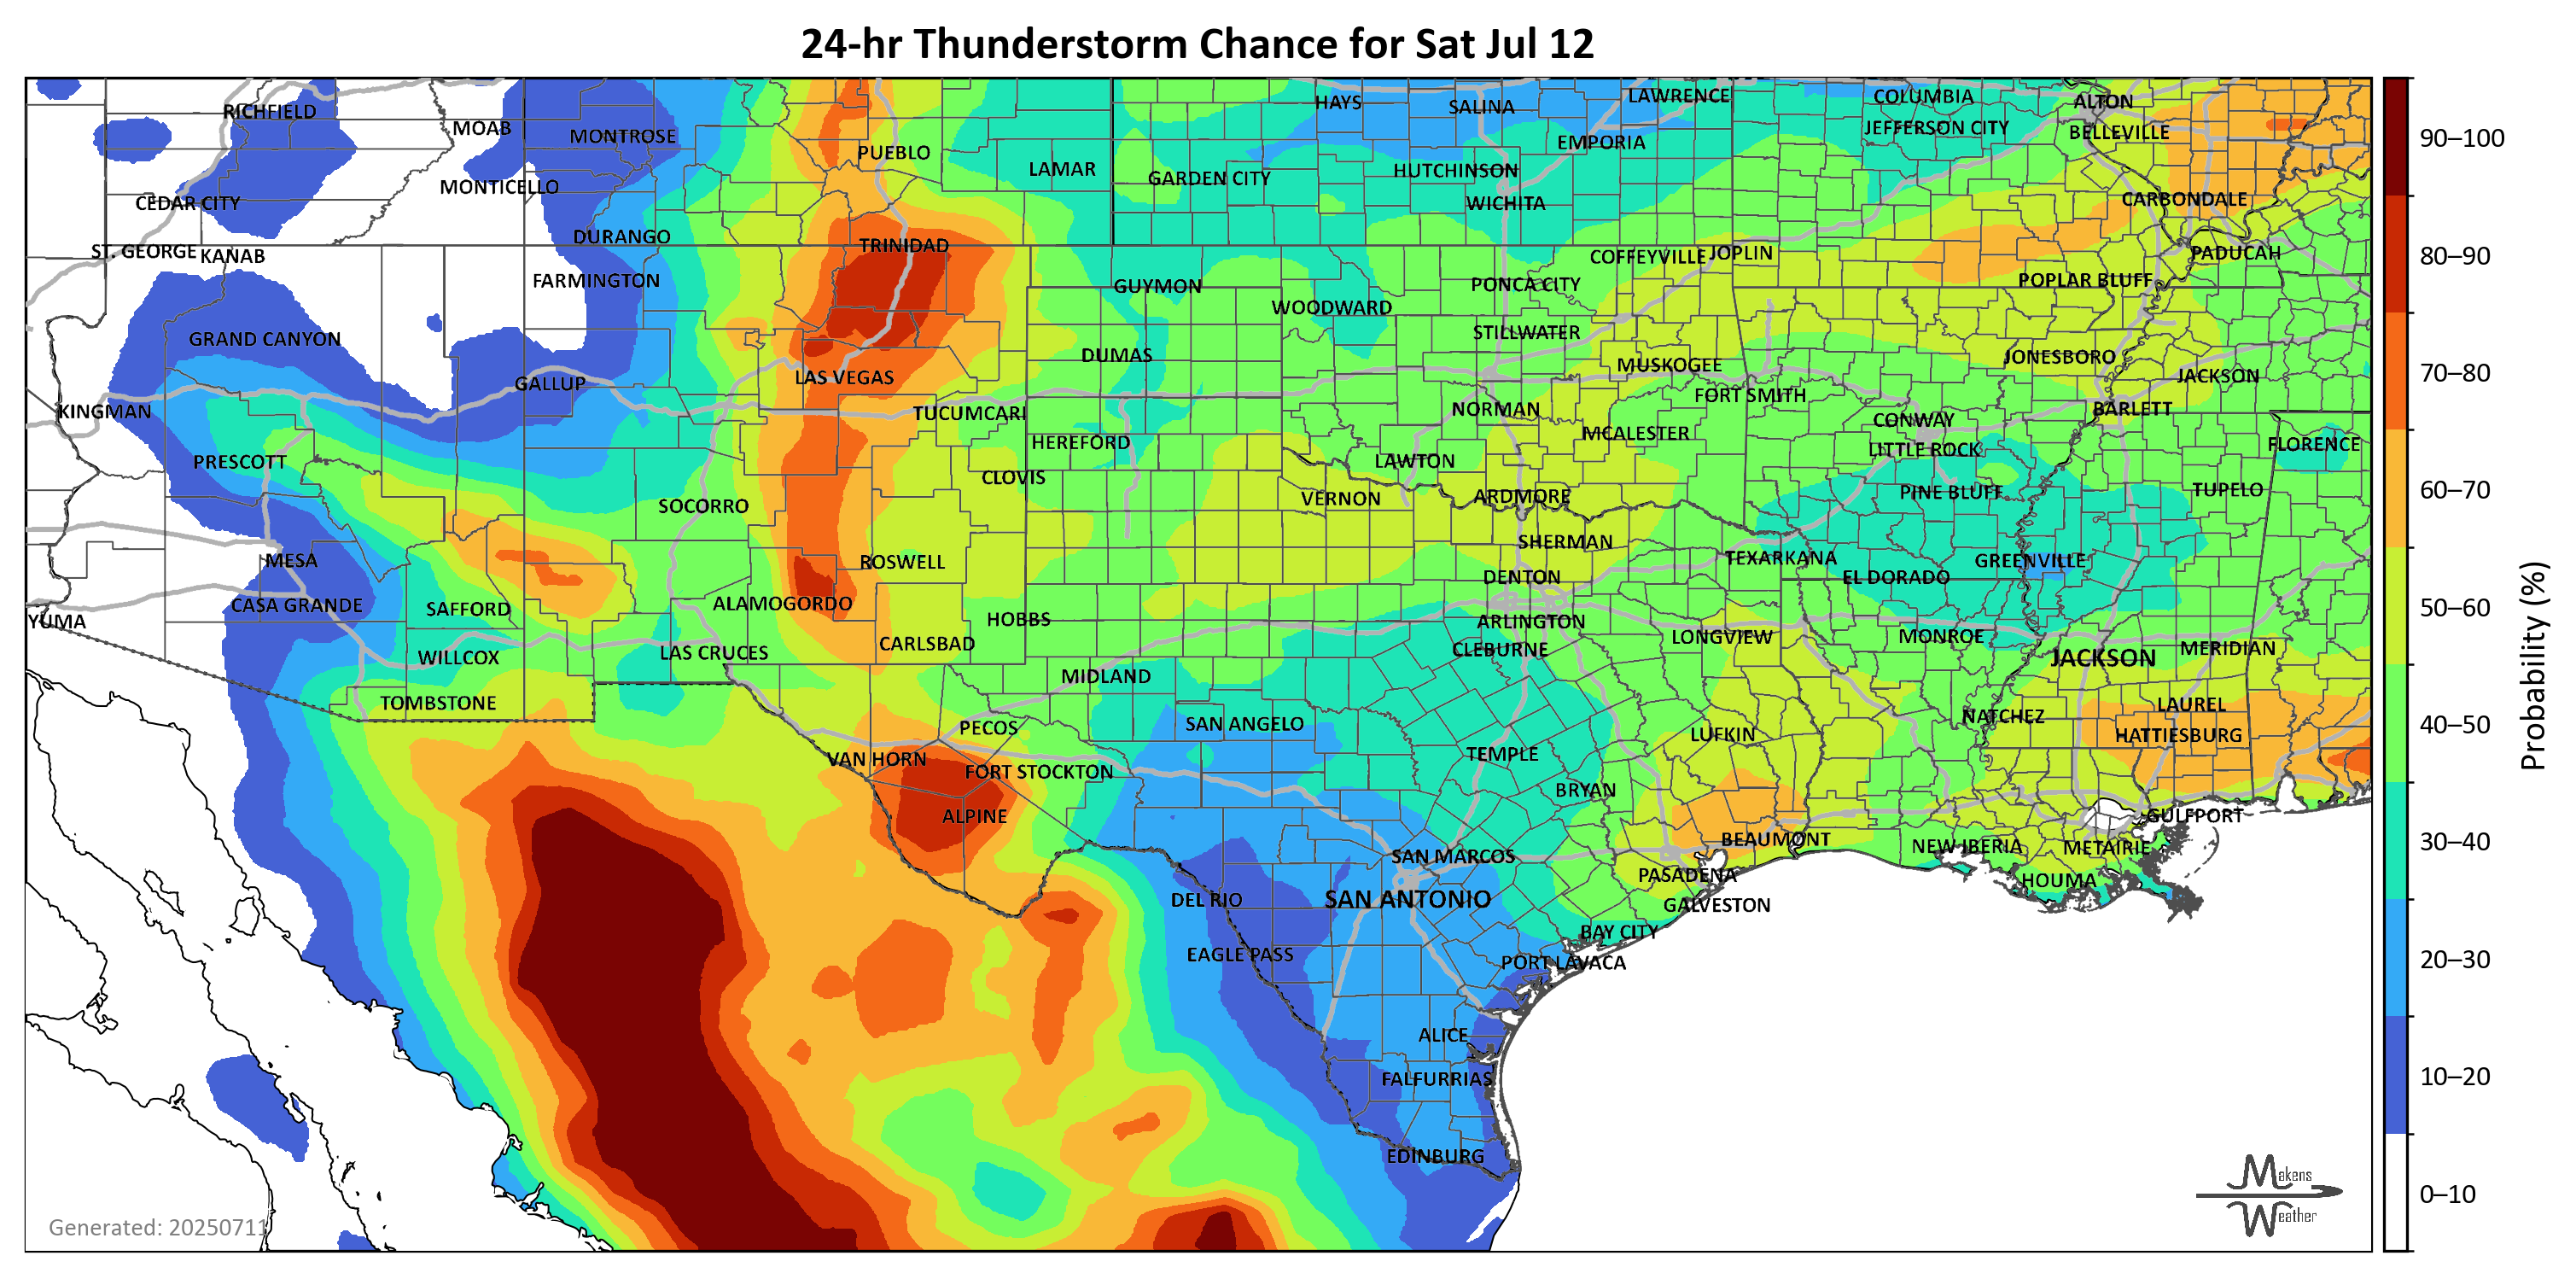 24-hr Thunderstorm Chance for Sat Jul 12
RICHFIELD
MOAB
MONTROSE
PUEBLO
LAMAR
HAYS
SALINA
LAWRENCE
COLUMBIA
ALTON
JEFFERSON CITY
BELLEVILLE
EMPORIA
HUTCHINSON
GARDEN CITY
MONTICELLO
CEDAR CITY
WICHITA
CARBONDALE
DURANGO
TRINIDAD
ST. GEORGE
KANAB
COFFEYVILLE
JOPLIN
PADUCAH
FARMINGTON
GUYMON
PONCA CITY
POPLAR BLUFF
WOODWARD
GRAND CANYON
STILLWATER
DUMAS
JONESBORO
MUSKOGEE
LAS VEGAS
JACKSON
GALLUP
FORT SMITH
KINGMAN
TUCUMCARI
NORMAN
BARLETT
CONWAY
HEREFORD
MCALESTER
FLORENCE
LITTLE ROCK
PRESCOTT
LAWTON
CLOVIS
PINE BLUFF
TUPELO
VERNON
ARDMORE
SOCORRO
SHERMAN
MESA
ROSWELL
TEXARKANA
GREENVILLE
DENTON
EL DORADO
CASA GRANDE
SAFFORD
ALAMOGORDO
YUMA
HOBBS
ARLINGTON
LONGVIEW
MONROE
CARLSBAD
CLEBURNE
MERIDIAN
WILLCOX
LAS CRUCES
JACKSON
MIDLAND
TOMBSTONE
LAUREL
NATCHEZ
PECOS
SAN ANGELO
LUFKIN
HATTIESBURG
VAN HORN
TEMPLE
FORT STOCKTON
BRYAN
ALPINE
GULFPORT
BEAUMONT
NEW IBERIA
METAIRIE
SAN MARCOS
PASADENA
HOUMA
DEL RIO
SAN ANTONIO
GALVESTON
BAY CITY
EAGLE PASS
PORT LAVACA
ALICE
FALFURRIAS
EDINBURG
Generated: 20250711
Makens
Weather
90–100
80–90
70–80
60–70
50–60
40–50
30–40
20–30
10–20
0–10
Probability (%)